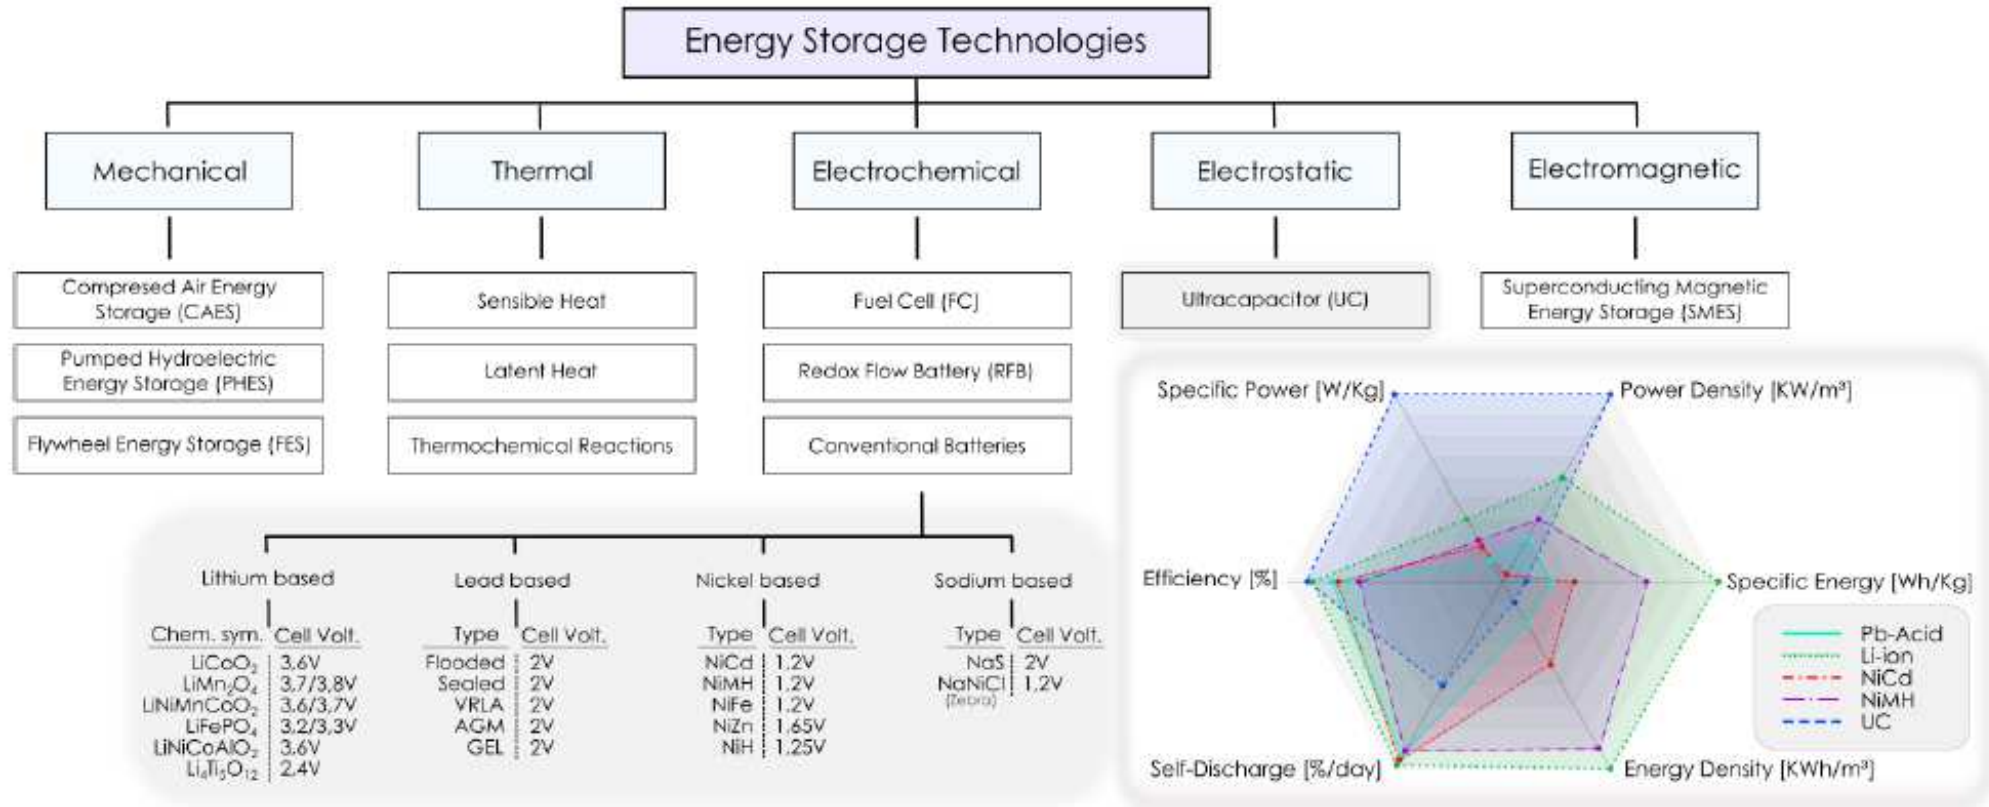 Energy Storage Technologies
Mechanical
Thermal
Electrochemical
Electrostatic
Electromagnetic
Compresed Air Energy
Storage (CAES)
Pumped Hydroelectric
Energy Storage (PHES)
Flywheel Energy Storage (FES)
Sensible Heat
Latent Heat
Thermochemical Reactions
Fuel Cell (FC)
Redox Flow Battery (RFB)
Conventional Batteries
Ultracapacitor (UC)
Superconducting Magnetic
Energy Storage (SMES)
Lithium based
Chem. sym. Cell Volt.
LiCoO₂ 3,6V
LiMn₂O₄ 3,7/3,8V
LiNiMnCoO₂ 3,6/3,7V
LiFePO₄ 3,2/3,3V
LiNiCoAlO₂ 3,6V
Li₄Ti₅O₁₂ 2,4V
Lead based
Type Cell Volt.
Flooded 2V
Sealed 2V
VRLA 2V
AGM 2V
GEL 2V
Nickel based
Type Cell Volt.
NiCd 1.2V
NiMH 1.2V
NiFe 1.2V
NiZn 1.65V
NiH 1.25V
Sodium based
Type Cell Volt.
NaS 2V
NaNiCl 1,2V
(Zebra)
Specific Power [W/Kg]
Power Density [KW/m³]
Efficiency [%]
Specific Energy [Wh/Kg]
Self-Discharge [%/day]
Energy Density [KWh/m³]
Pb-Acid
Li-ion
NiCd
NiMH
UC